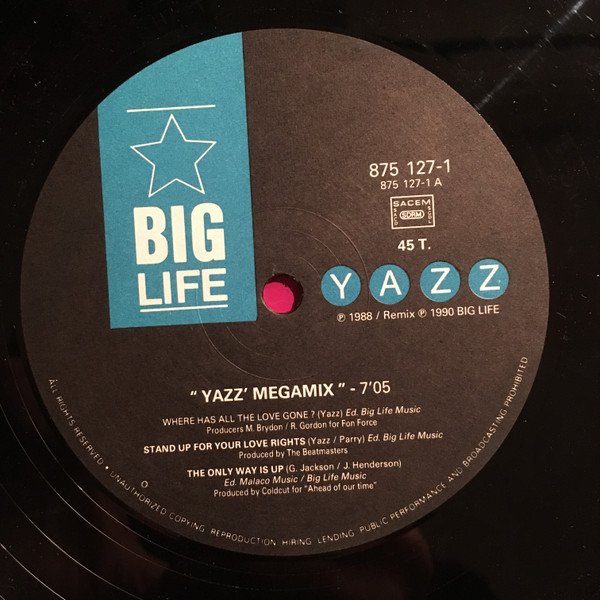 BIG
LIFE
875 127-1
875 127-1 A
SACEM
SDRM
45 T.
YAZZ
℗ 1988 / Remix ℗ 1990 BIG LIFE
“ YAZZ’ MEGAMIX ” - 7’05
WHERE HAS ALL THE LOVE GONE ? (Yazz) Ed. Big Life Music
Producers M. Brydon / R. Gordon for Fon Force
STAND UP FOR YOUR LOVE RIGHTS (Yazz / Parry) Ed. Big Life Music
Produced by The Beatmasters
THE ONLY WAY IS UP (G. Jackson / J. Henderson)
Ed. Malaco Music / Big Life Music
Produced by Coldcut for “Ahead of our time”
ALL RIGHTS RESERVED • UNAUTHORIZED COPYING REPRODUCTION HIRING LENDING PUBLIC PERFORMANCE AND BROADCASTING PROHIBITED